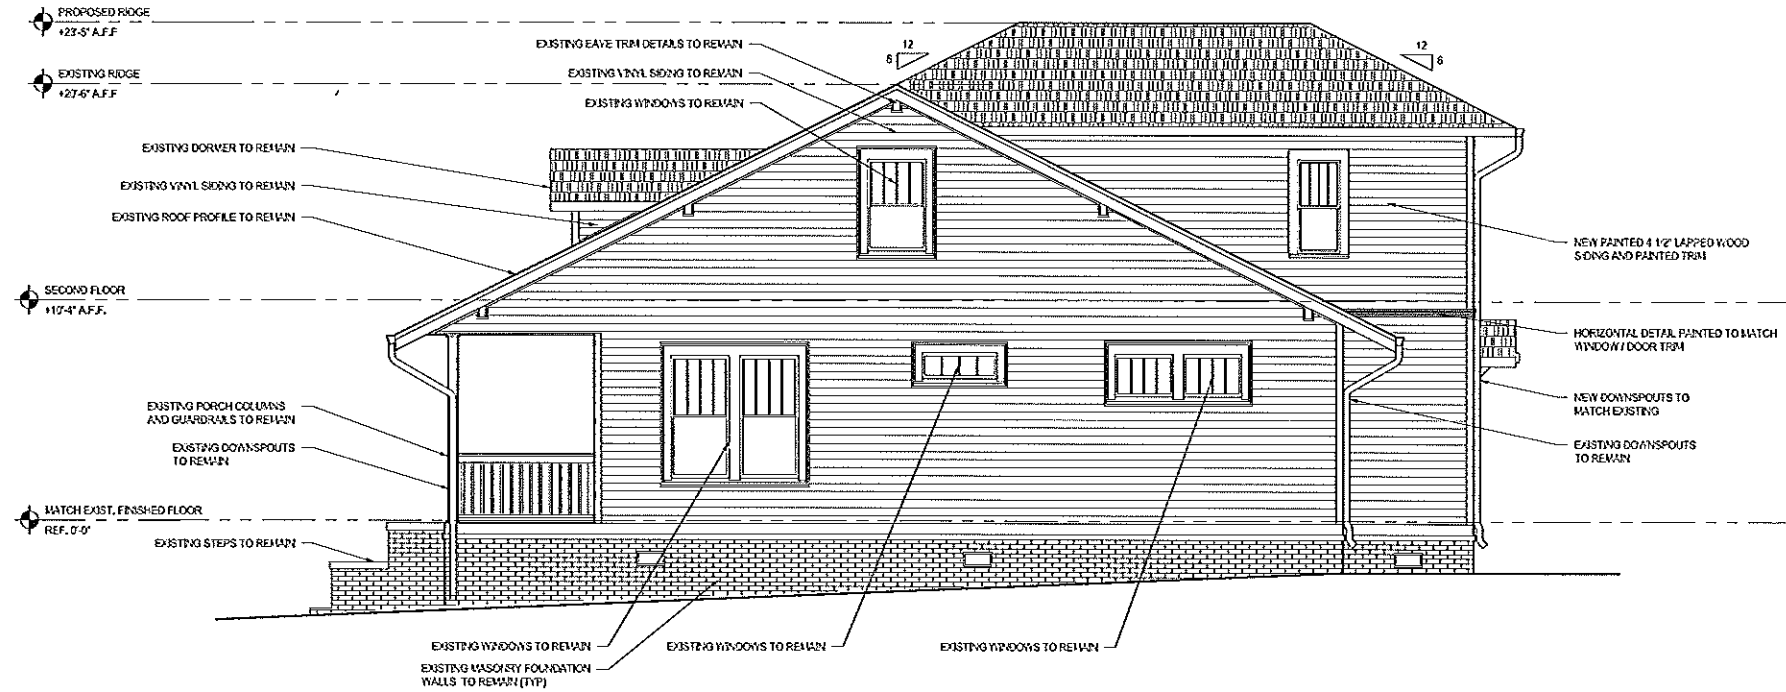 PROPOSED RIDGE
+23'-5" A.F.F
EXISTING RIDGE
+20'-6" A.F.F
EXISTING EAVE TRIM DETAILS TO REMAIN
EXISTING VINYL SIDING TO REMAIN
EXISTING WINDOWS TO REMAIN
12
6
12
6
EXISTING DORMER TO REMAIN
EXISTING VINYL SIDING TO REMAIN
EXISTING ROOF PROFILE TO REMAIN
NEW PAINTED 4 1/2" LAPPED WOOD
SIDING AND PAINTED TRIM
SECOND FLOOR
+10'-4" A.F.F.
HORIZONTAL DETAIL PAINTED TO MATCH
WINDOW / DOOR TRIM
EXISTING PORCH COLUMNS
AND GUARDRAILS TO REMAIN
NEW DOWNSPOUTS TO
MATCH EXISTING
EXISTING DOWNSPOUTS
TO REMAIN
EXISTING DOWNSPOUTS
TO REMAIN
MATCH EXIST. FINISHED FLOOR
REF. 0'-0"
EXISTING STEPS TO REMAIN
EXISTING WINDOWS TO REMAIN
EXISTING WINDOWS TO REMAIN
EXISTING WINDOWS TO REMAIN
EXISTING MASONRY FOUNDATION
WALLS TO REMAIN (TYP)